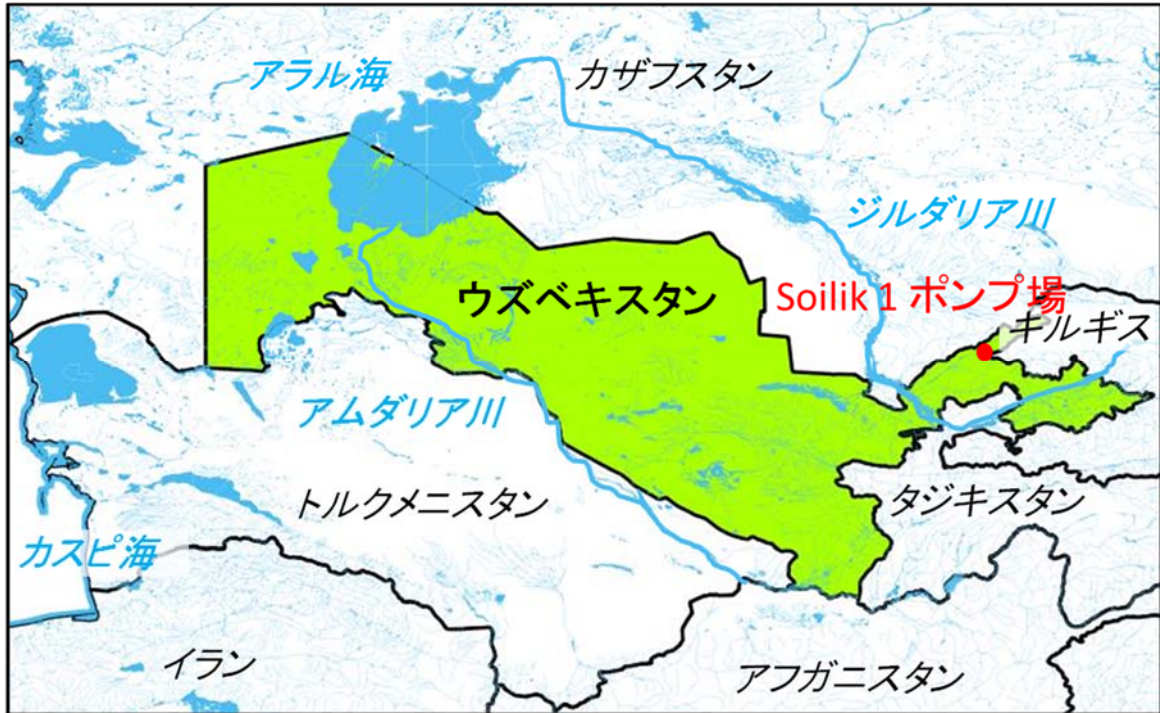 アラル海
カザフスタン
ジルダリア川
ウズベキスタン
Soilik 1 ポンプ場
キルギス
アムダリア川
トルクメニスタン
タジキスタン
カスピ海
イラン
アフガニスタン